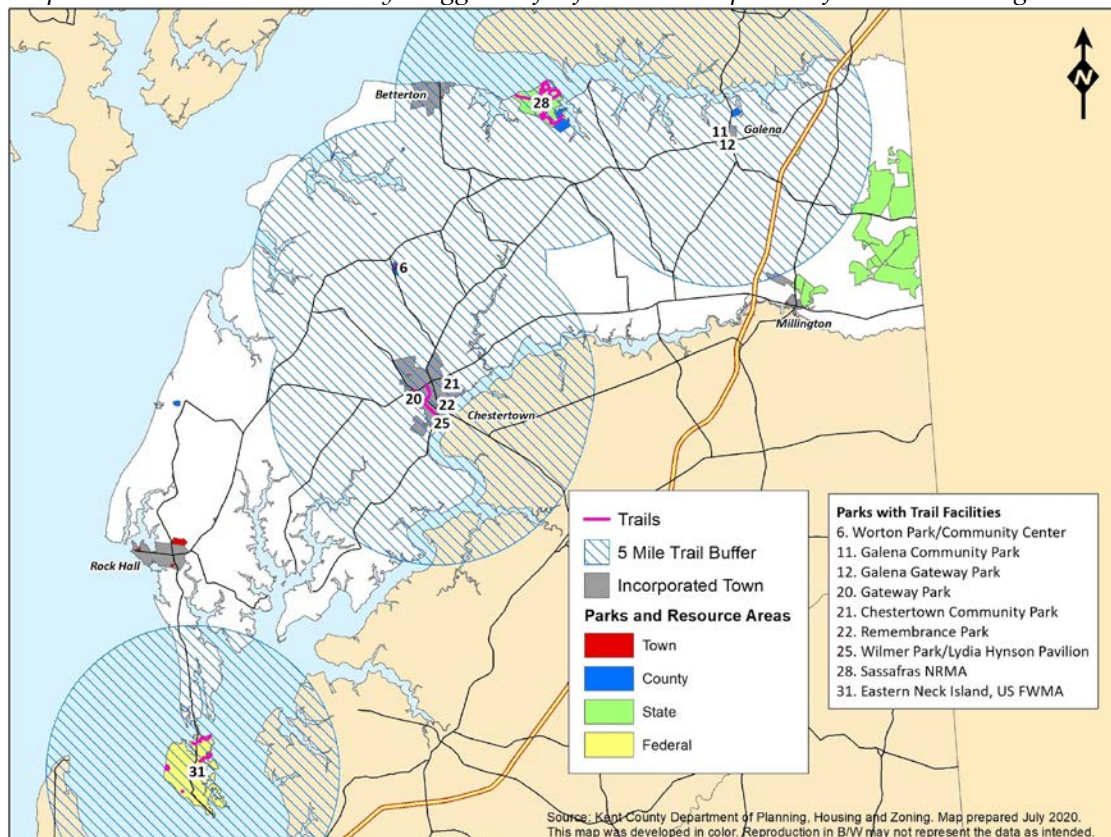 Betterton
28
11
Galena
12
6
Millington
21
20
22
Chestertown
25
Rock Hall
31
N
Trails
5 Mile Trail Buffer
Incorporated Town
Parks and Resource Areas
Town
County
State
Federal
Parks with Trail Facilities
6. Worton Park/Community Center
11. Galena Community Park
12. Galena Gateway Park
20. Gateway Park
21. Chestertown Community Park
22. Remembrance Park
25. Wilmer Park/Lydia Hynson Pavilion
28. Sassafras NRMA
31. Eastern Neck Island, US FWMA
Source: Kent County Department of Planning, Housing and Zoning. Map prepared July 2020.
This map was developed in color. Reproduction in B/W may not represent the data as intended.